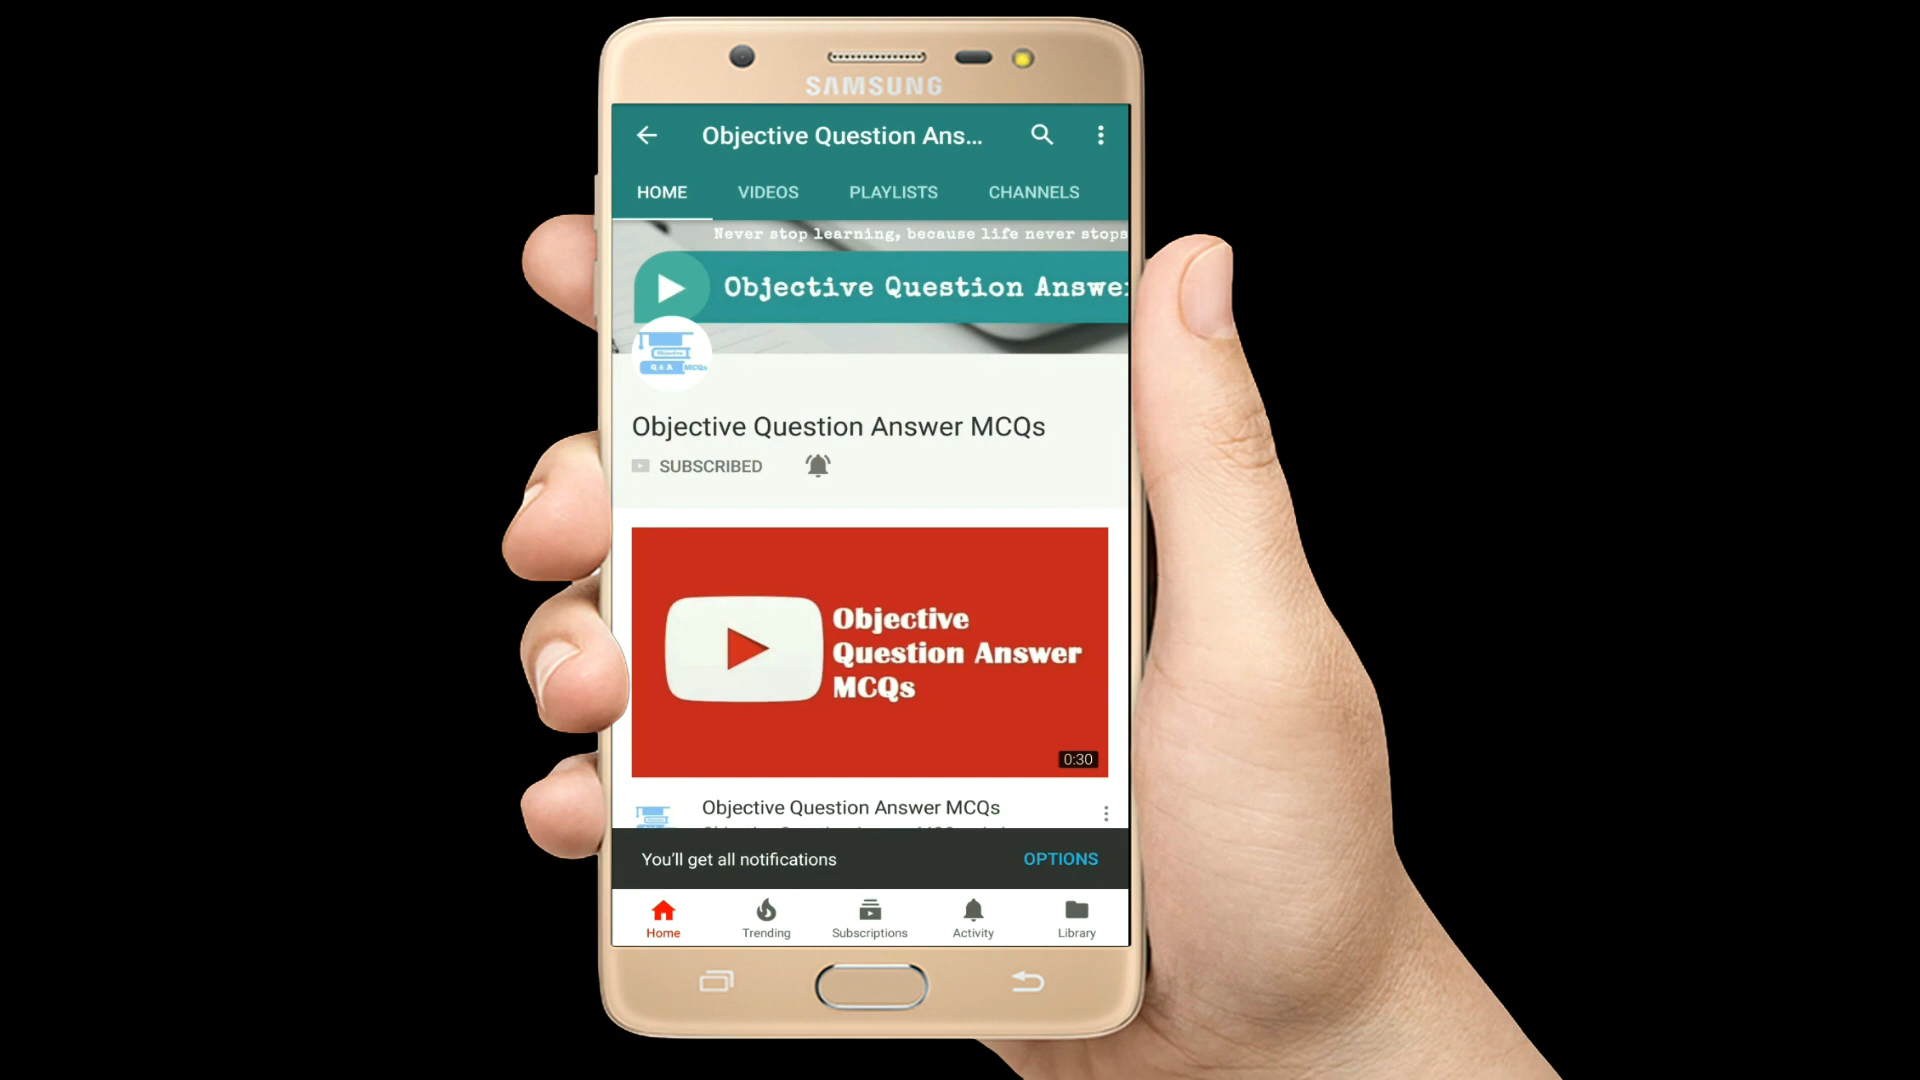 SAMSUNG
Objective Question Ans...
HOME VIDEOS PLAYLISTS CHANNELS
Never stop learning, because life never stops
Objective Question Answe
Objective
Q & A MCQs
Objective Question Answer MCQs
SUBSCRIBED
Objective
Question Answer
MCQs
0:30
Objective Question Answer MCQs
You'll get all notifications OPTIONS
Home Trending Subscriptions Activity Library